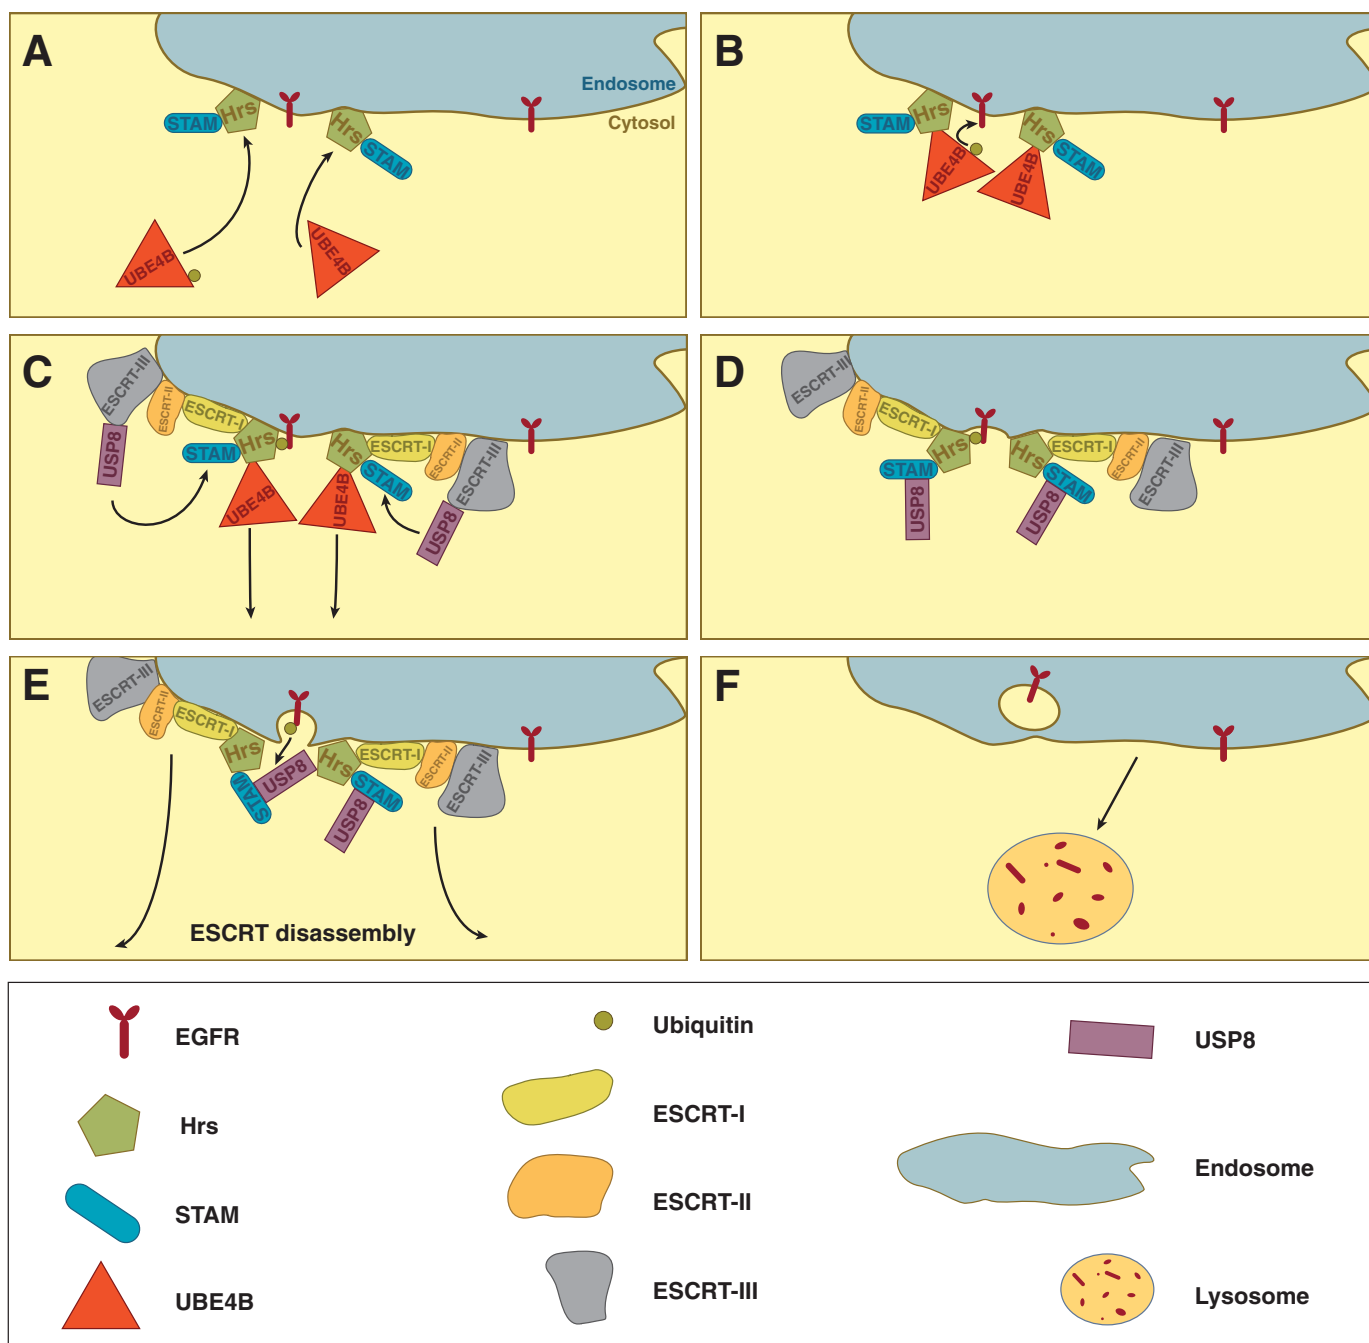 A
Endosome
Cytosol
Hrs
STAM
Hrs
STAM
UBE4B
UBE4B
B
Hrs
STAM
Hrs
STAM
UBE4B
UBE4B
C
ESCRT-III
ESCRT-II
ESCRT-I
Hrs
STAM
USP8
UBE4B
Hrs
ESCRT-I
ESCRT-II
ESCRT-III
STAM
UBE4B
USP8
D
ESCRT-III
ESCRT-II
ESCRT-I
Hrs
STAM
USP8
Hrs
ESCRT-I
ESCRT-II
ESCRT-III
STAM
USP8
E
ESCRT-III
ESCRT-II
ESCRT-I
Hrs
STAM
USP8
Hrs
ESCRT-I
ESCRT-II
ESCRT-III
STAM
USP8
ESCRT disassembly
F
EGFR
Hrs
STAM
UBE4B
Ubiquitin
ESCRT-I
ESCRT-II
ESCRT-III
USP8
Endosome
Lysosome